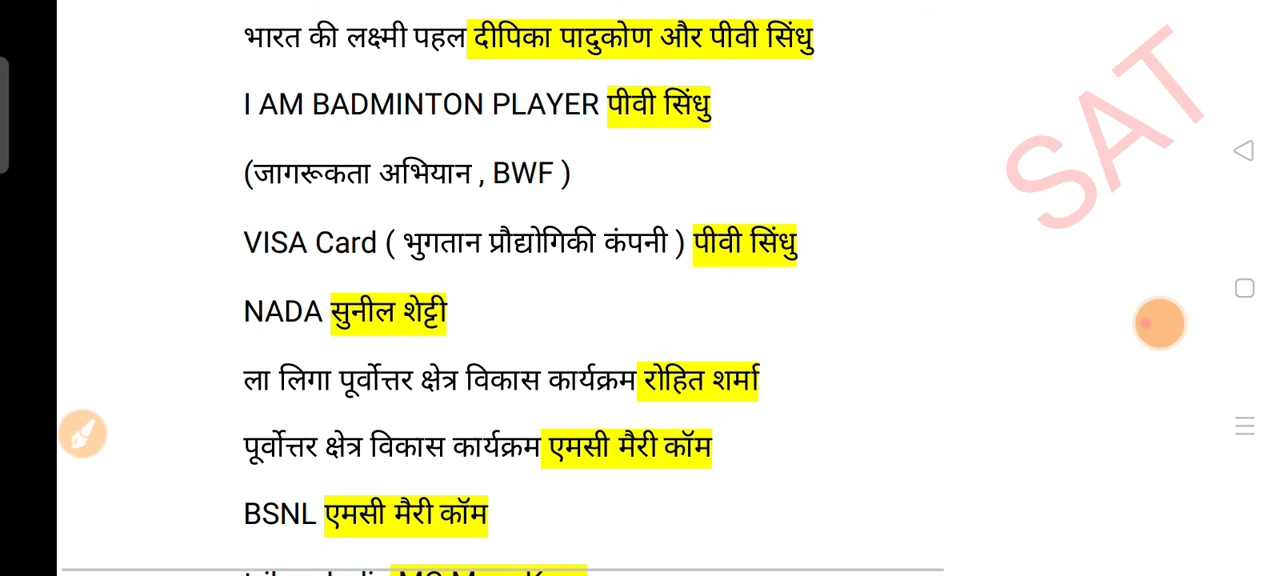 भारत की लक्ष्मी पहल दीपिका पादुकोण और पीवी सिंधु
I AM BADMINTON PLAYER पीवी सिंधु
(जागरूकता अभियान , BWF )
VISA Card ( भुगतान प्रौद्योगिकी कंपनी ) पीवी सिंधु
NADA सुनील शेट्टी
ला लिगा पूर्वोत्तर क्षेत्र विकास कार्यक्रम रोहित शर्मा
पूर्वोत्तर क्षेत्र विकास कार्यक्रम एमसी मैरी कॉम
BSNL एमसी मैरी कॉम
SAT